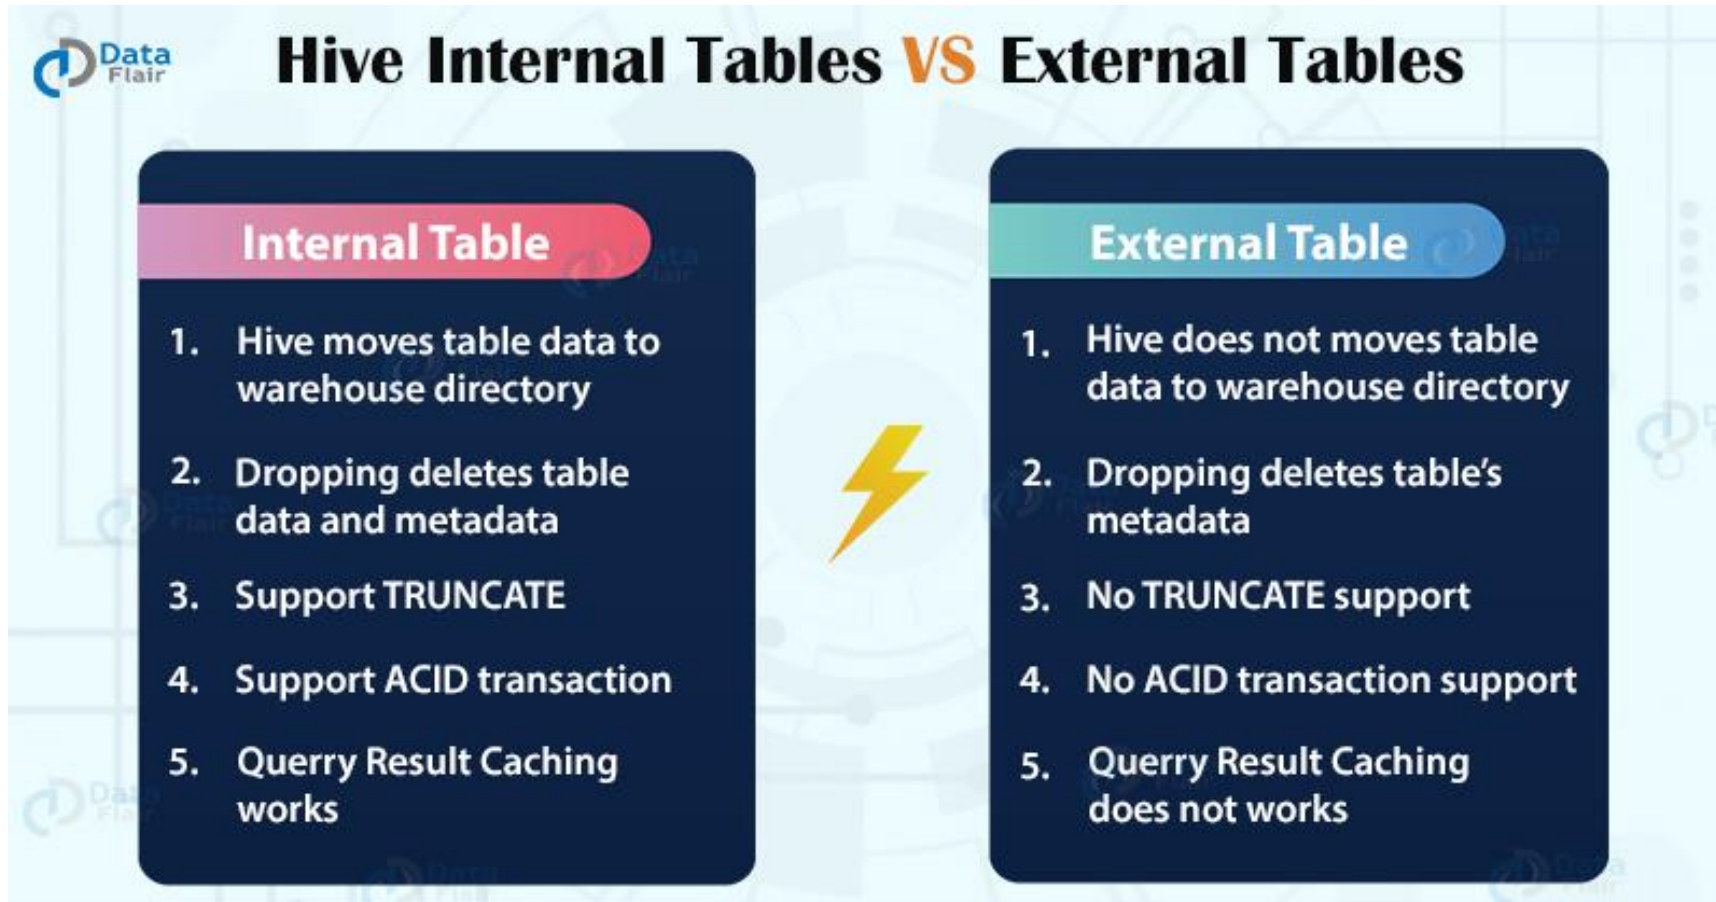 Data
Flair
Hive Internal Tables VS External Tables
Internal Table
1. Hive moves table data to
warehouse directory
2. Dropping deletes table
data and metadata
3. Support TRUNCATE
4. Support ACID transaction
5. Querry Result Caching
works
External Table
1. Hive does not moves table
data to warehouse directory
2. Dropping deletes table's
metadata
3. No TRUNCATE support
4. No ACID transaction support
5. Querry Result Caching
does not works